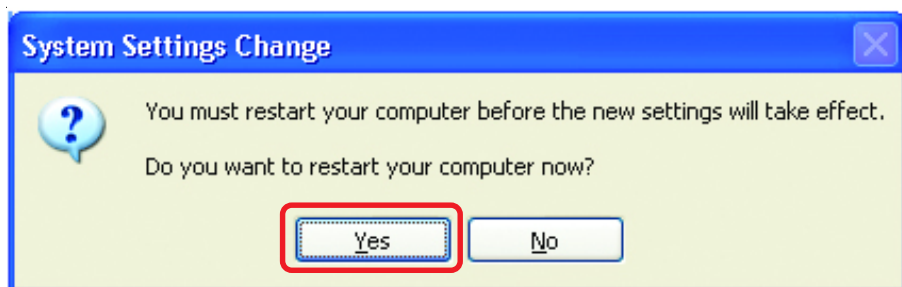 System Settings Change
You must restart your computer before the new settings will take effect.
Do you want to restart your computer now?
Yes No